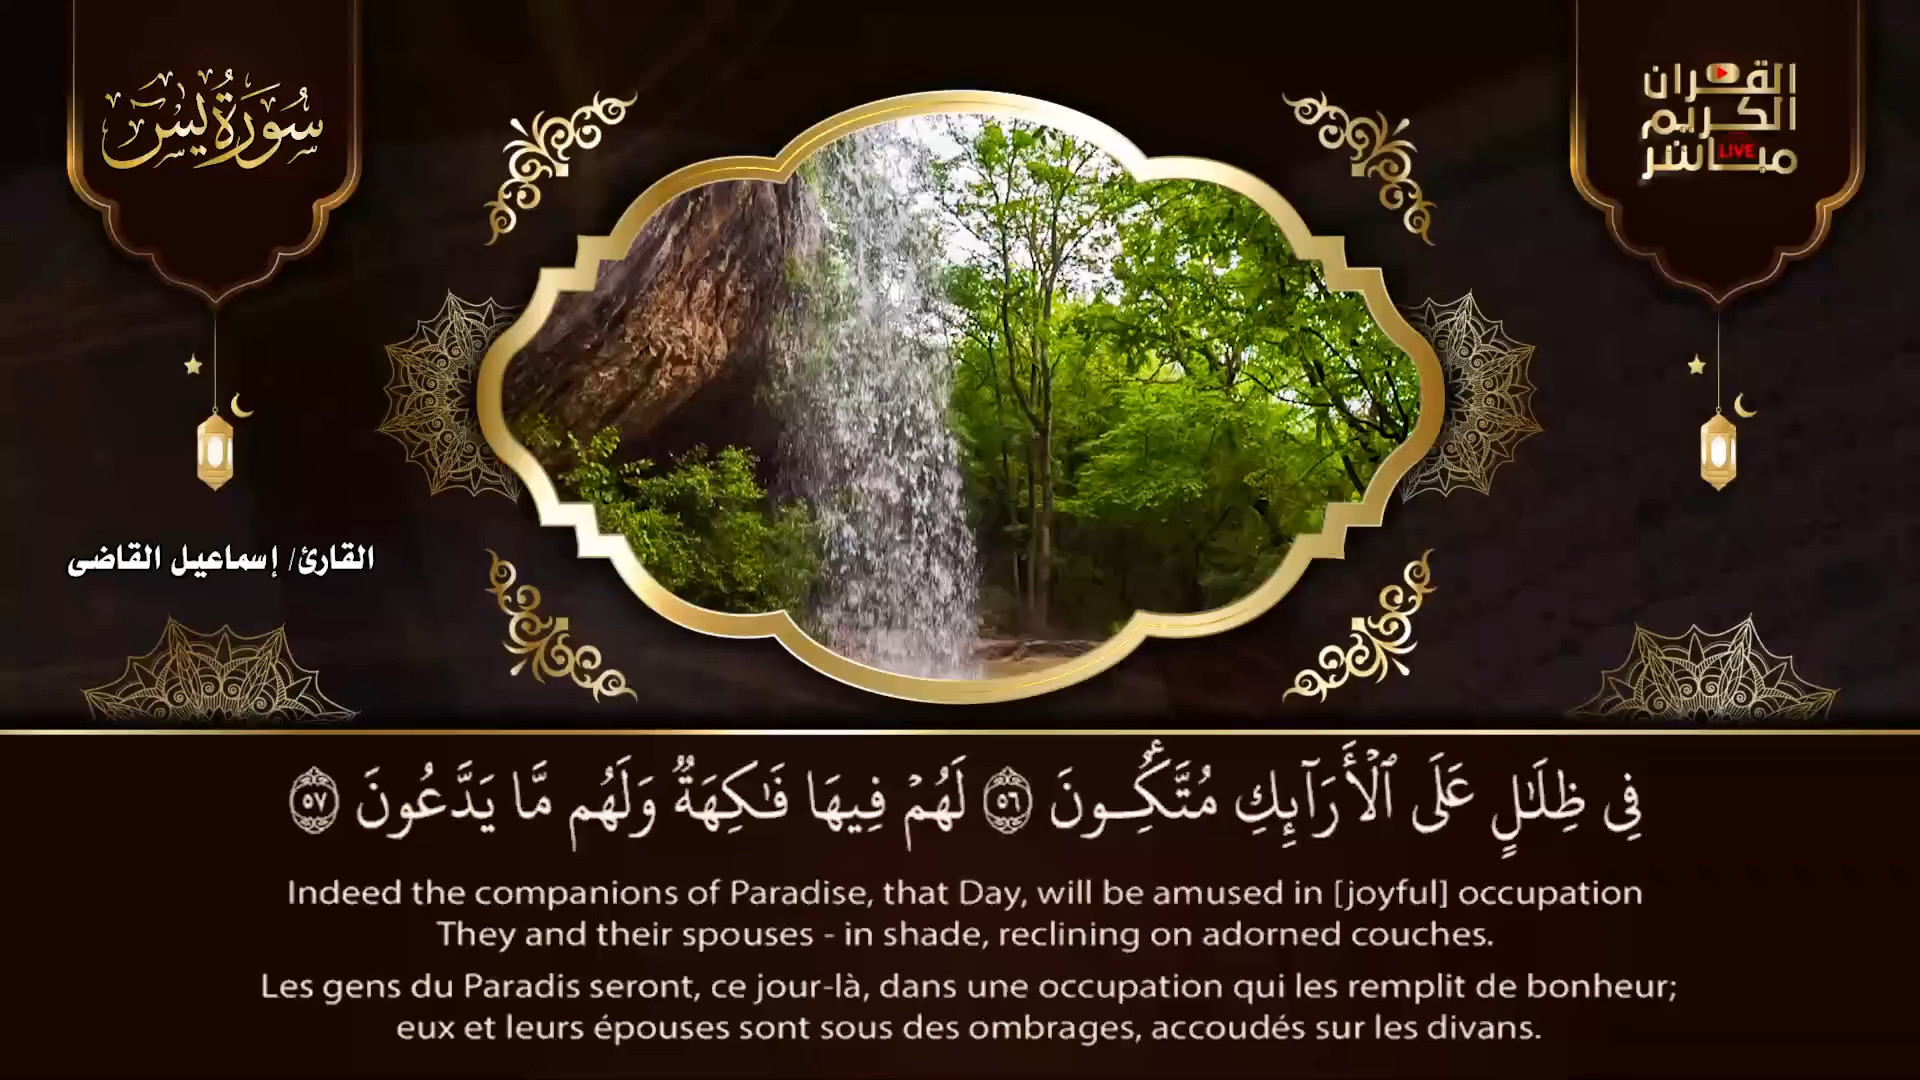 سُورَةُ يسٓ
القرآن
الكريم
مباشر
LIVE
القارئ/ إسماعيل القاضى
فِي ظِلَٰلٍ عَلَى ٱلْأَرَآئِكِ مُتَّكِـُٔونَ ۝٥٦ لَهُمْ فِيهَا فَٰكِهَةٌ وَلَهُم مَّا يَدَّعُونَ ۝٥٧
Indeed the companions of Paradise, that Day, will be amused in [joyful] occupation
They and their spouses - in shade, reclining on adorned couches.
Les gens du Paradis seront, ce jour-là, dans une occupation qui les remplit de bonheur;
eux et leurs épouses sont sous des ombrages, accoudés sur les divans.